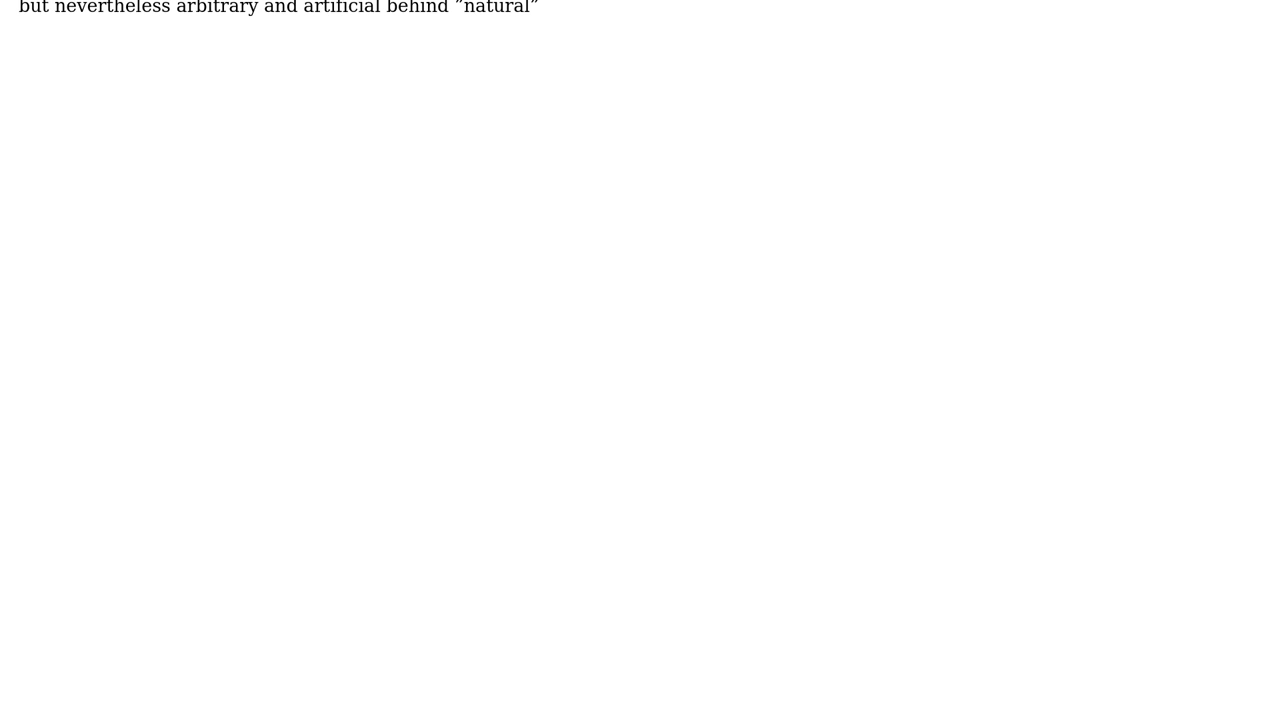 but nevertheless arbitrary and artificial behind ”natural”